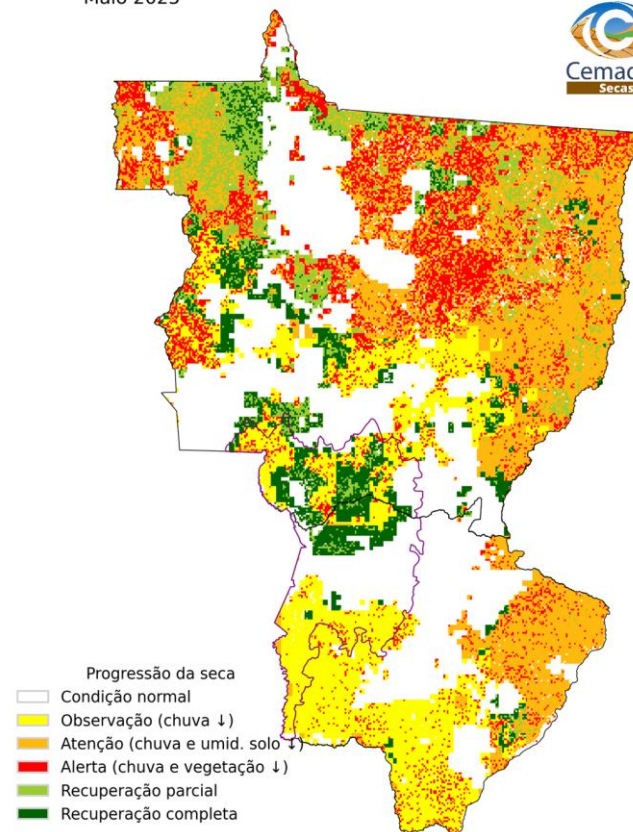 Maio 2025
Secas
Progressão da seca
Condição normal
Observação (chuva ↓)
Atenção (chuva e umid. solo ↓)
Alerta (chuva e vegetação ↓)
Recuperação parcial
Recuperação completa